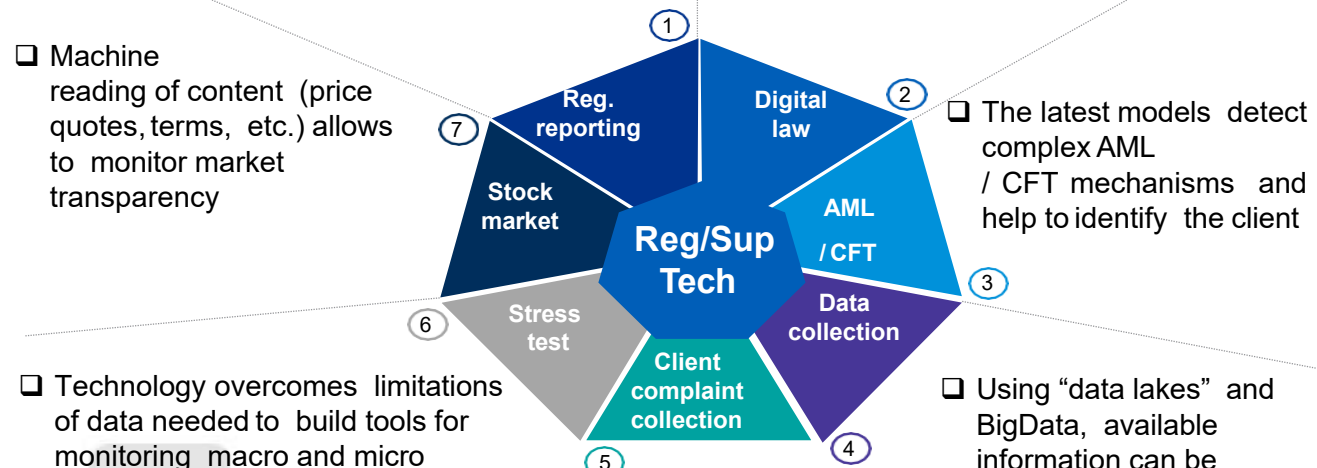 ❑ Machine
reading of content (price
quotes, terms, etc.) allows
to monitor market
transparency
1
Reg.
reporting
Digital
law
2
7
❑ The latest models detect
complex AML
/ CFT mechanisms and
help to identify the client
Stock
market
AML
/ CFT
Reg/Sup
Tech
3
Data
collection
Stress
test
6
Client
complaint
collection
❑ Technology overcomes limitations
of data needed to build tools for
monitoring macro and micro
❑ Using “data lakes” and
BigData, available
information can be
4
5